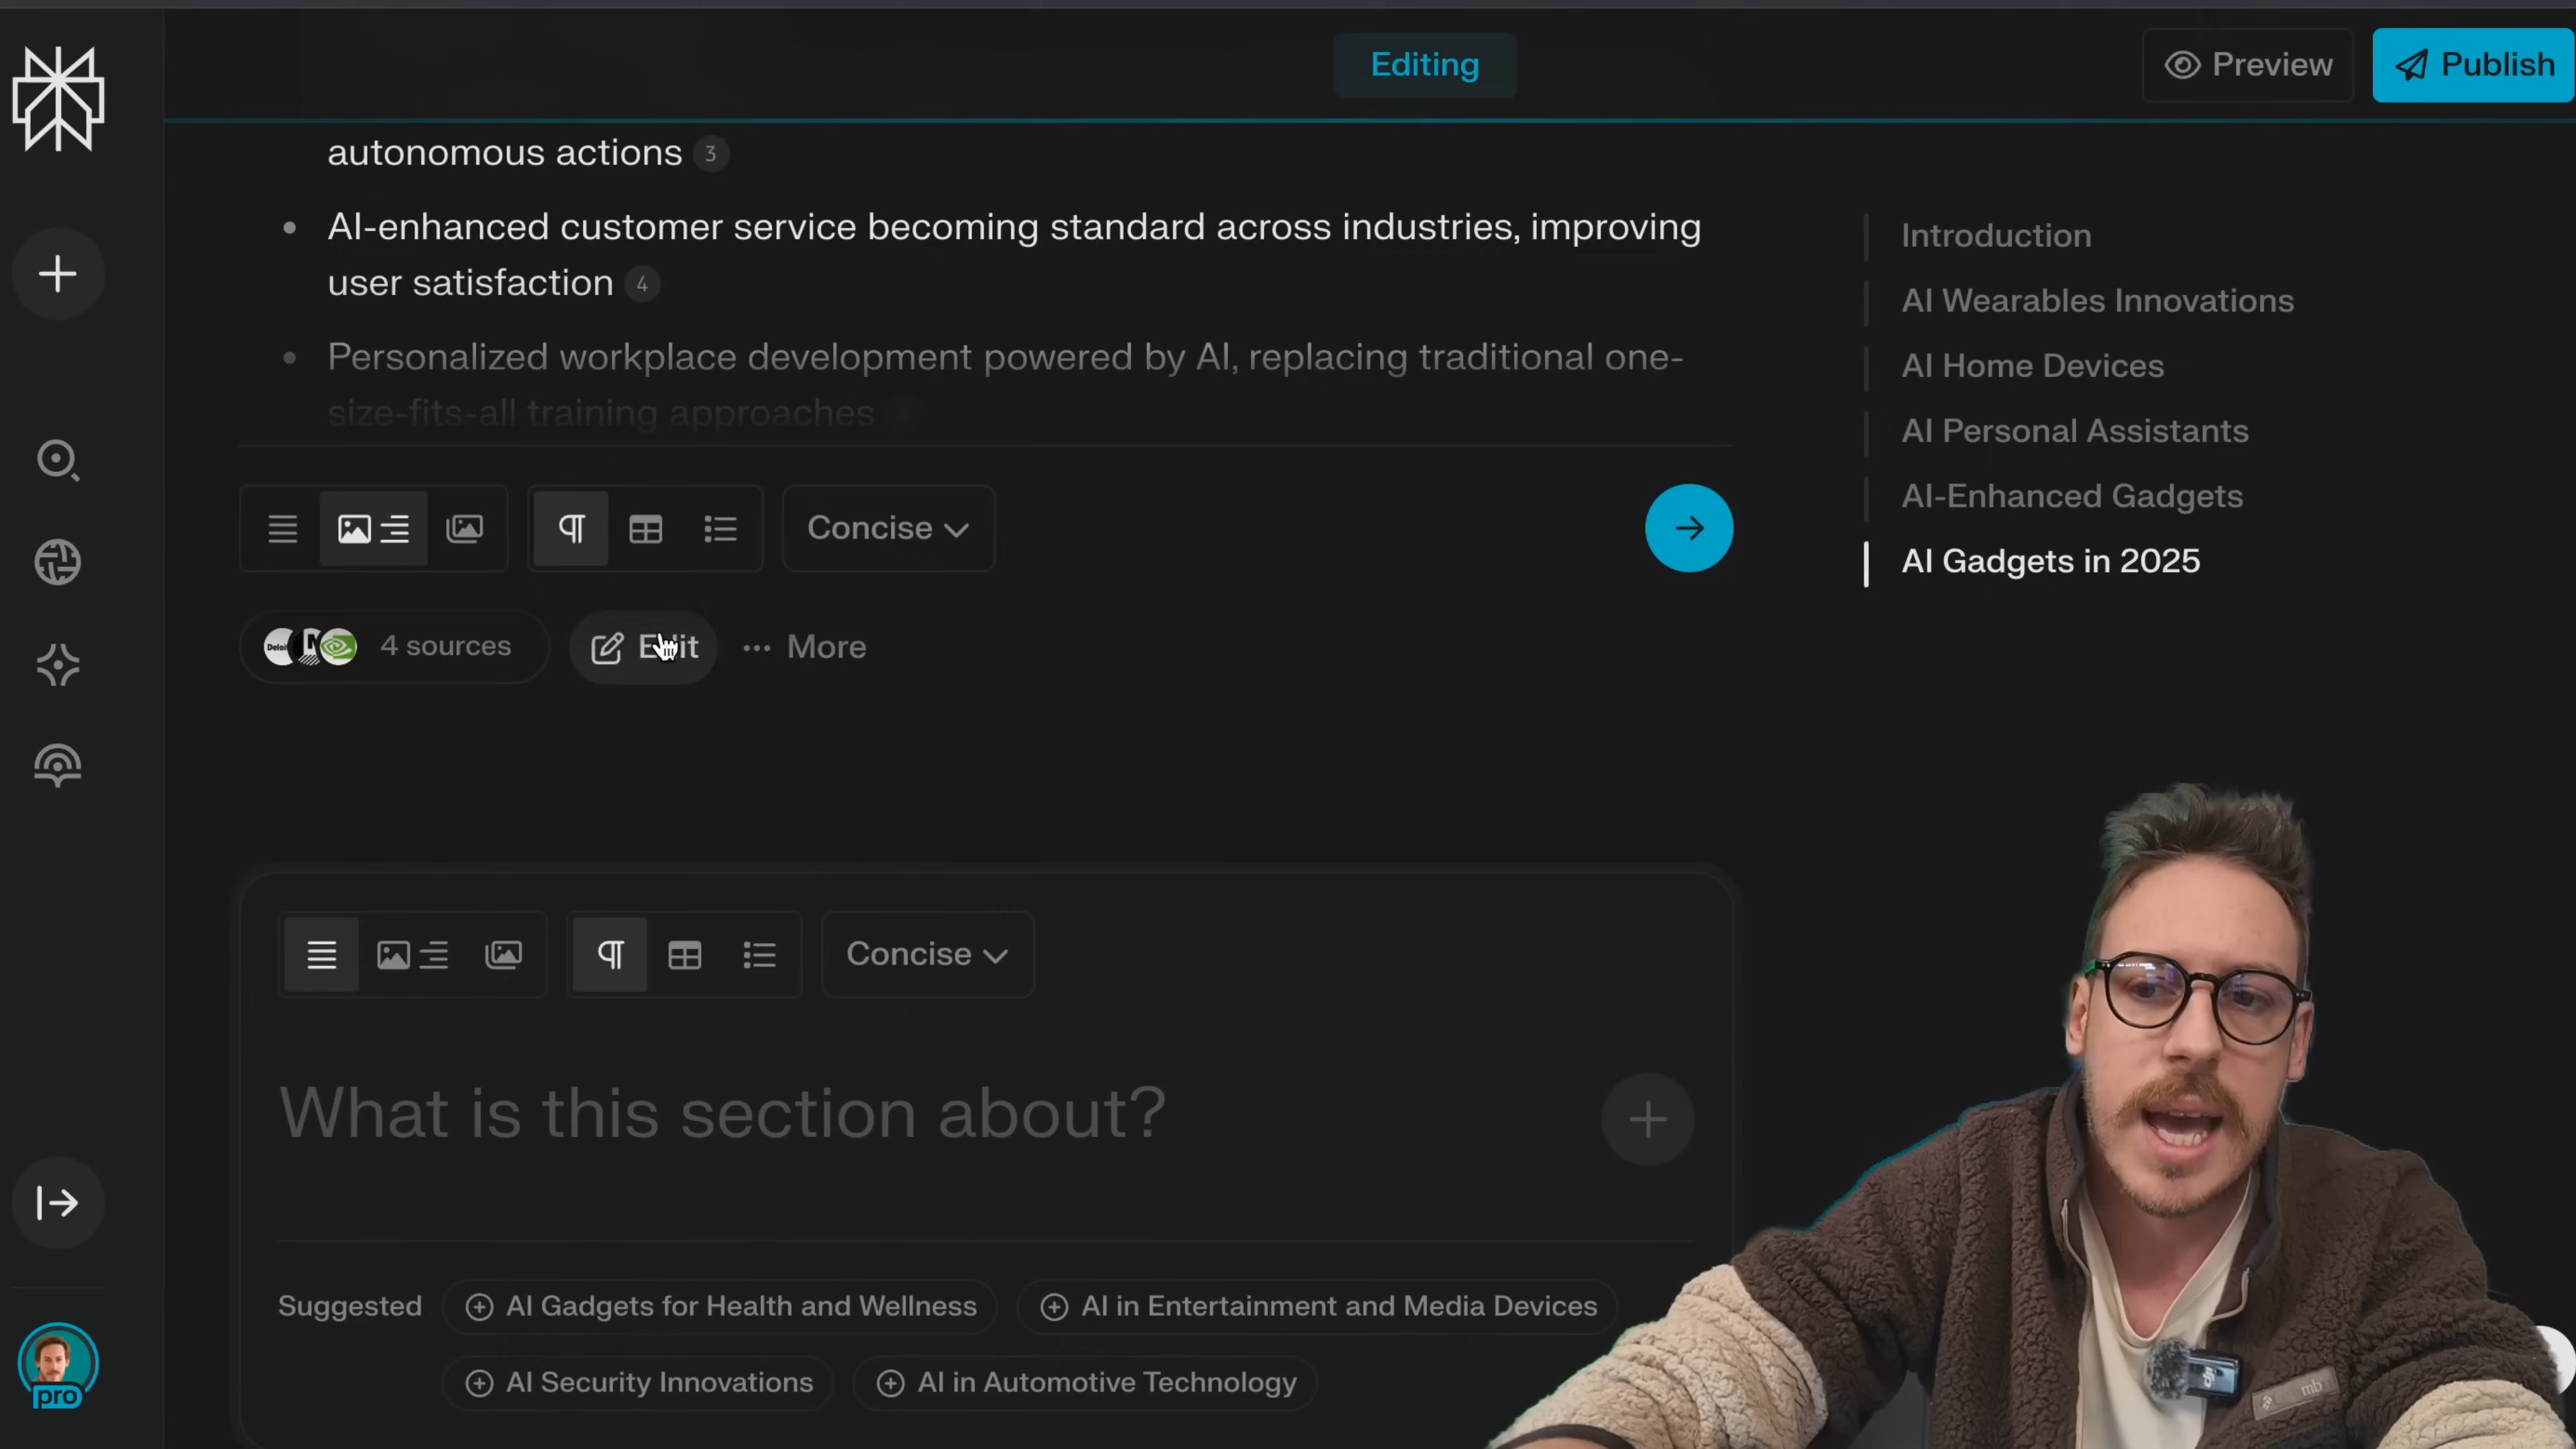 Editing
Preview
Publish
autonomous actions 3
AI-enhanced customer service becoming standard across industries, improving
user satisfaction 4
Personalized workplace development powered by AI, replacing traditional one-
size-fits-all training approaches
Concise
4 sources
Edit
More
Introduction
AI Wearables Innovations
AI Home Devices
AI Personal Assistants
AI-Enhanced Gadgets
AI Gadgets in 2025
Concise
What is this section about?
Suggested
AI Gadgets for Health and Wellness
AI in Entertainment and Media Devices
AI Security Innovations
AI in Automotive Technology
pro
mb